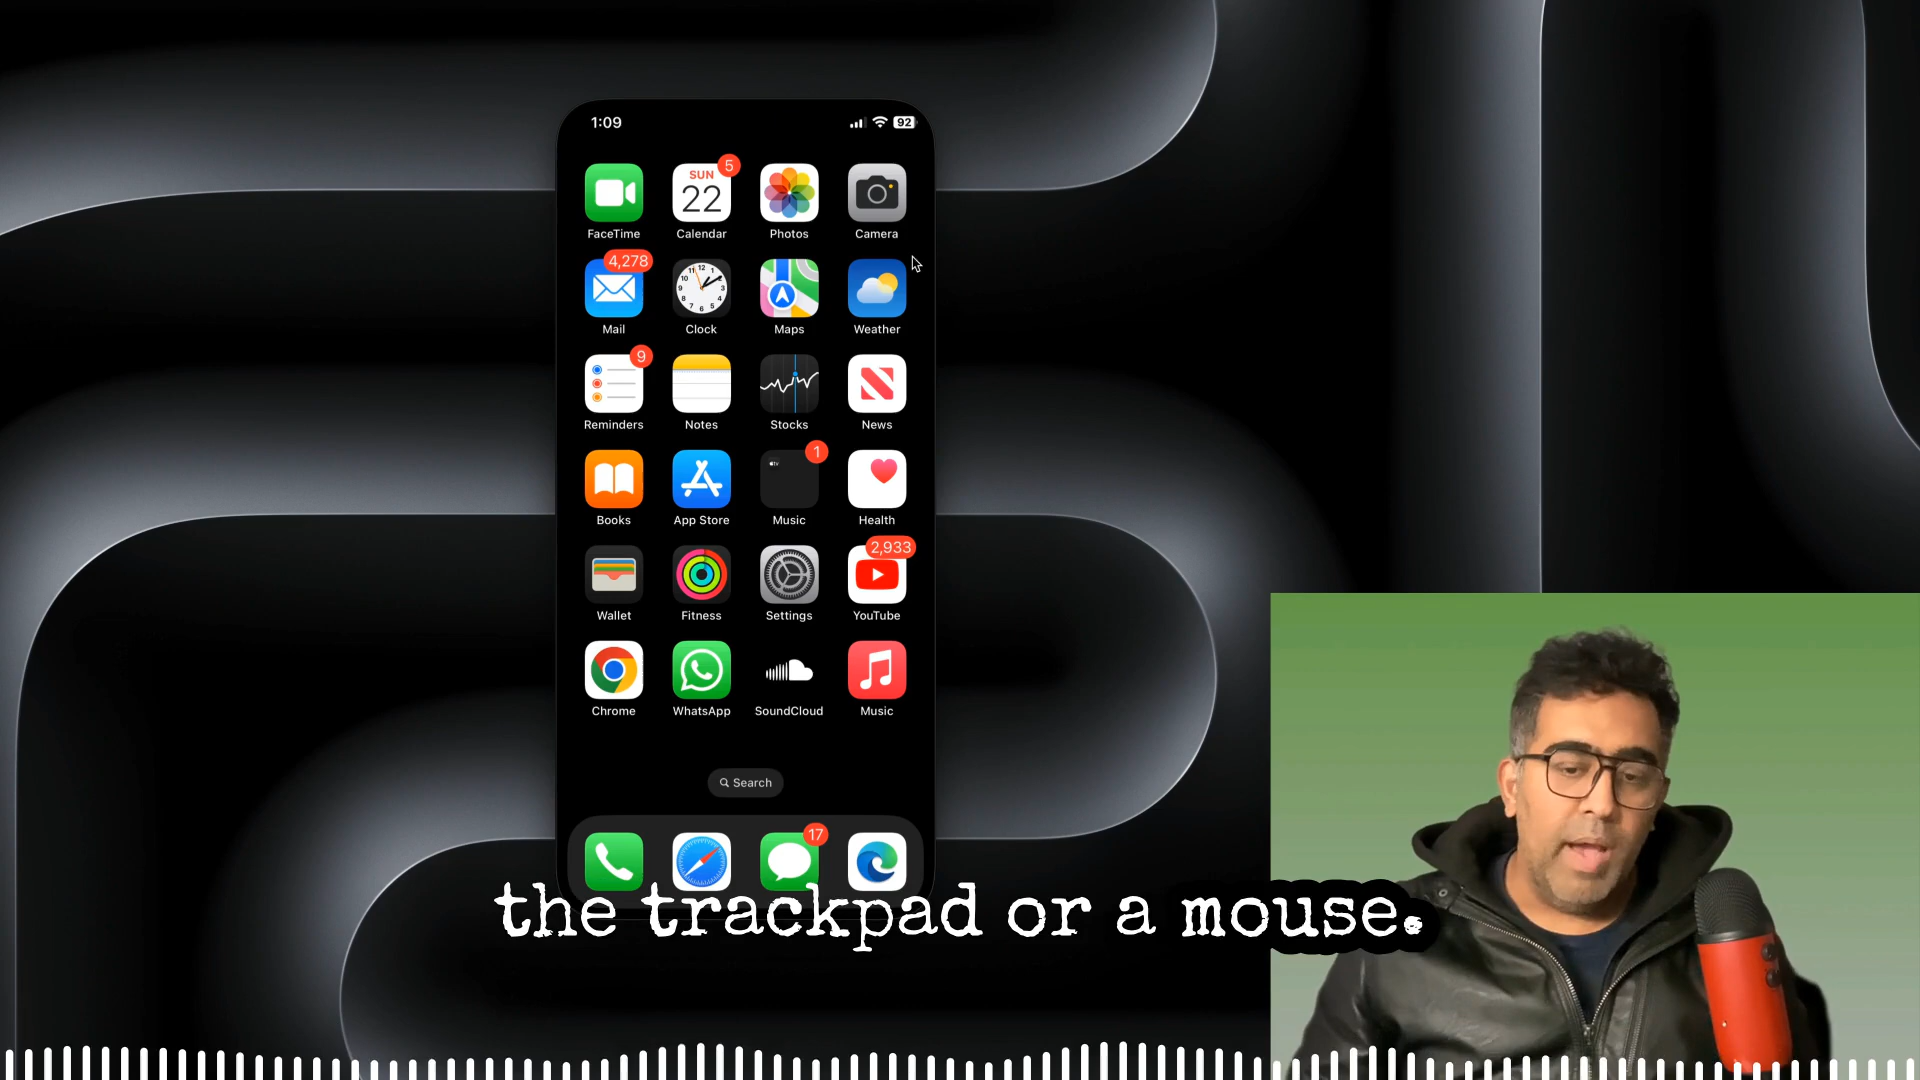 1:09
92
5
SUN
22
FaceTime
Calendar
Photos
Camera
4,278
Mail
Clock
Maps
Weather
9
Reminders
Notes
Stocks
News
1
tv
Books
App Store
Music
Health
2,933
Wallet
Fitness
Settings
YouTube
Chrome
WhatsApp
SoundCloud
Music
Search
17
the trackpad or a mouse.